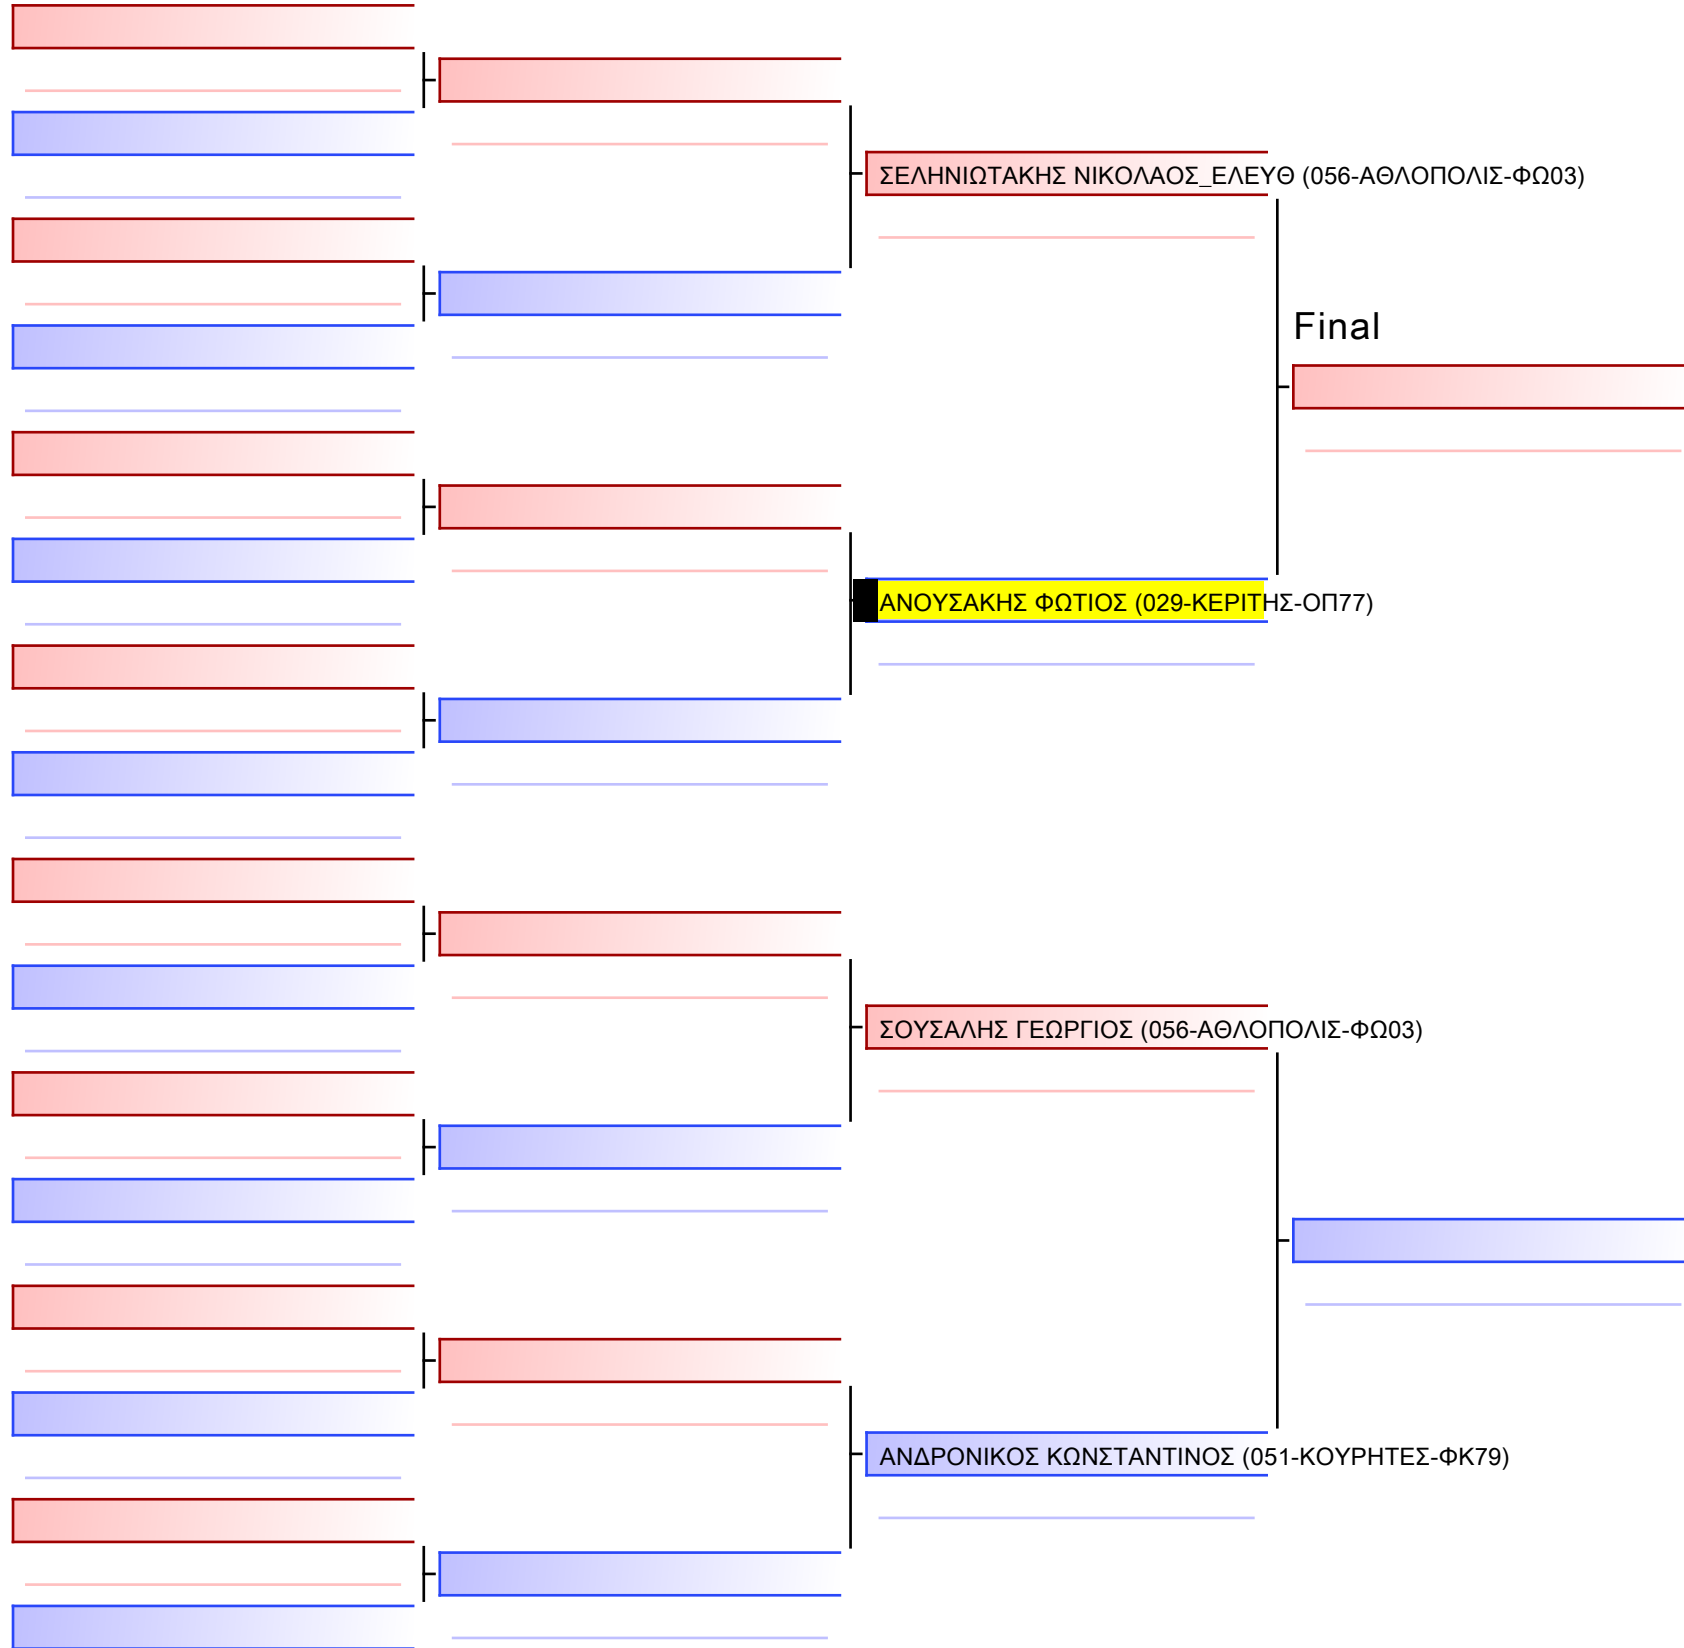 ΣΕΛΗΝΙΩΤΑΚΗΣ ΝΙΚΟΛΑΟΣ_ΕΛΕΥΘ (056-ΑΘΛΟΠΟΛΙΣ-ΦΩ03)
Final
ΑΝΟΥΣΑΚΗΣ ΦΩΤΙΟΣ (029-ΚΕΡΙΤΗΣ-ΟΠ77)
ΣΟΥΣΑΛΗΣ ΓΕΩΡΓΙΟΣ (056-ΑΘΛΟΠΟΛΙΣ-ΦΩ03)
ΑΝΔΡΟΝΙΚΟΣ ΚΩΝΣΤΑΝΤΙΝΟΣ (051-ΚΟΥΡΗΤΕΣ-ΦΚ79)